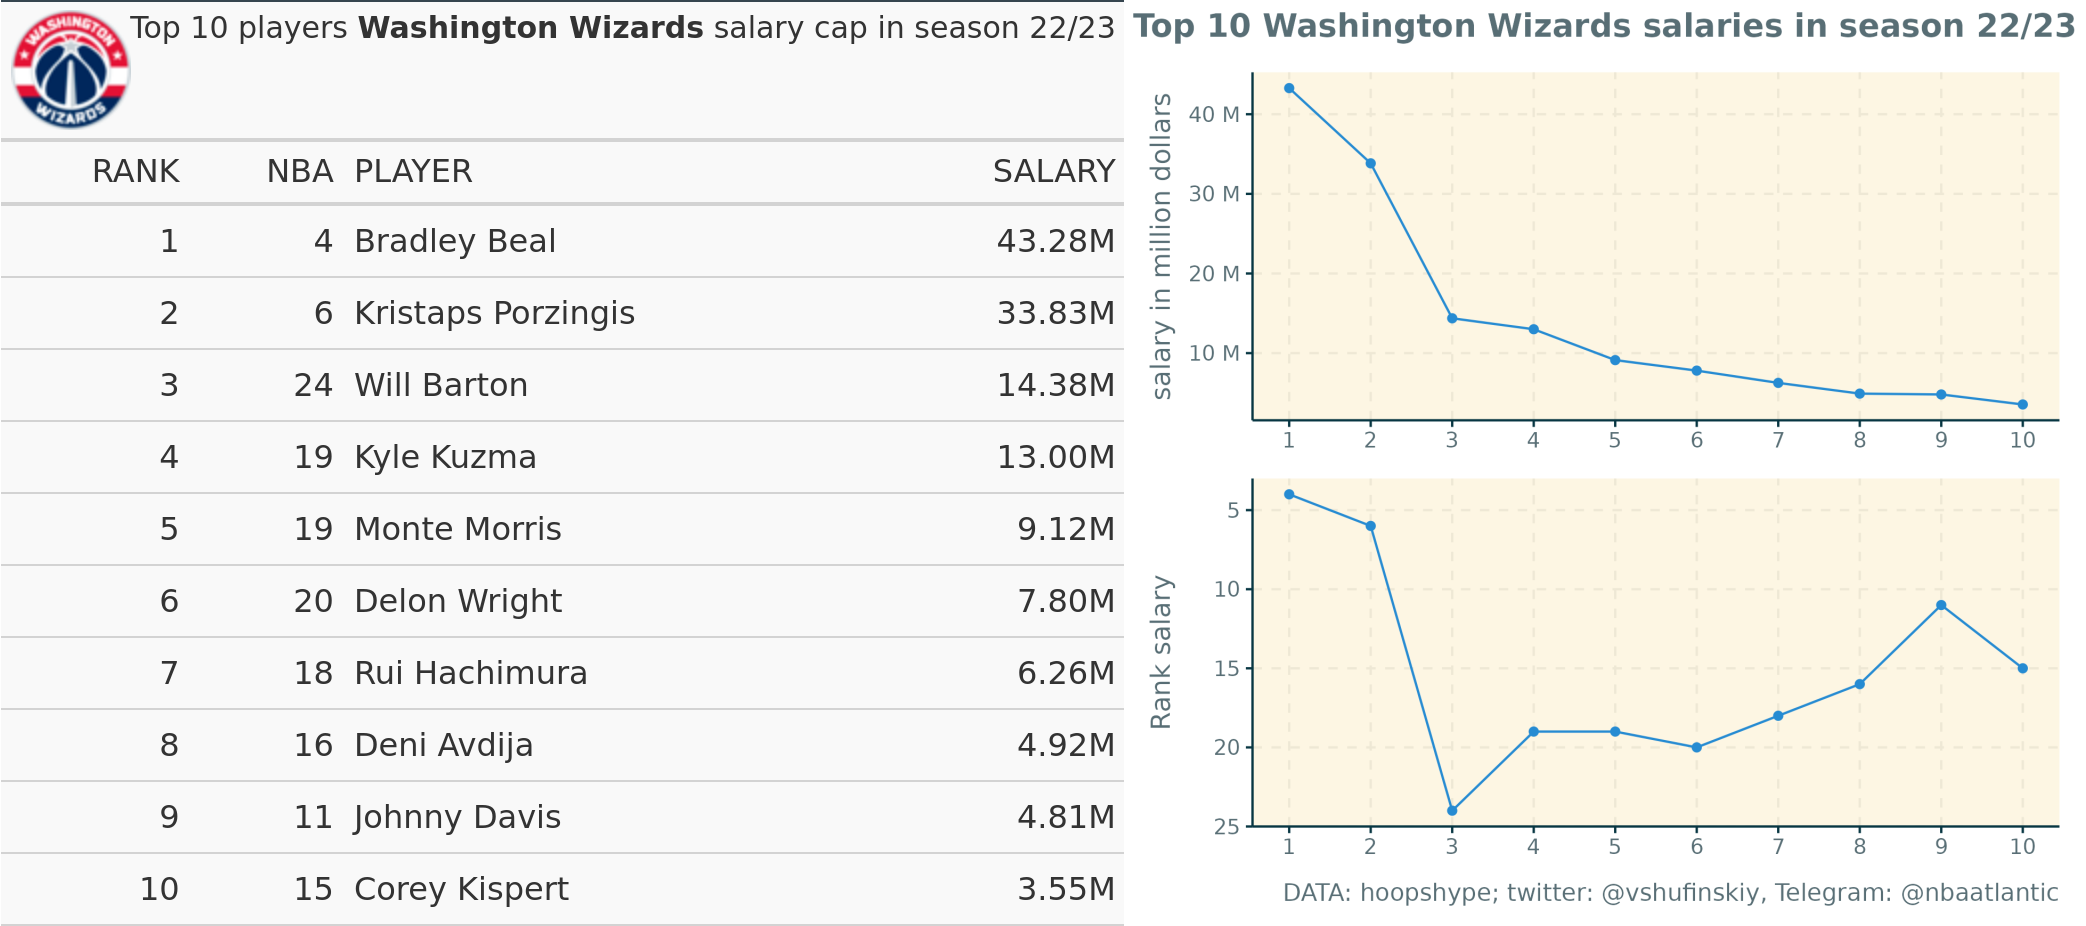 WASHINGTON
WIZARDS
Top 10 players Washington Wizards salary cap in season 22/23
RANK NBA PLAYER SALARY
1 4 Bradley Beal 43.28M
2 6 Kristaps Porzingis 33.83M
3 24 Will Barton 14.38M
4 19 Kyle Kuzma 13.00M
5 19 Monte Morris 9.12M
6 20 Delon Wright 7.80M
7 18 Rui Hachimura 6.26M
8 16 Deni Avdija 4.92M
9 11 Johnny Davis 4.81M
10 15 Corey Kispert 3.55M
Top 10 Washington Wizards salaries in season 22/23
salary in million dollars
40 M
30 M
20 M
10 M
1 2 3 4 5 6 7 8 9 10
Rank salary
5
10
15
20
25
1 2 3 4 5 6 7 8 9 10
DATA: hoopshype; twitter: @vshufinskiy, Telegram: @nbaatlantic